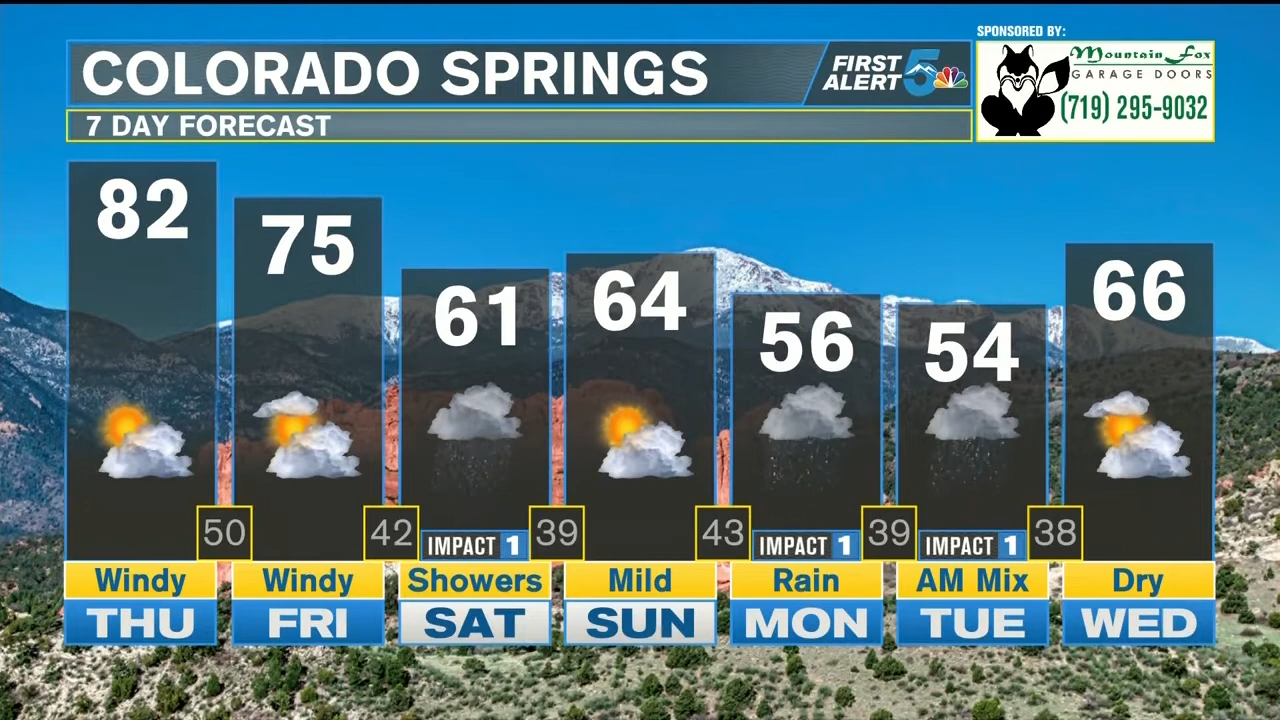 SPONSORED BY:
COLORADO SPRINGS
FIRST
ALERT 5
Mountain Fox
GARAGE DOORS
(719) 295-9032
7 DAY FORECAST
82 75 61 64 56 54 66
50 42 39 43 39 38
IMPACT 1 IMPACT 1 IMPACT 1
Windy Windy Showers Mild Rain AM Mix Dry
THU FRI SAT SUN MON TUE WED